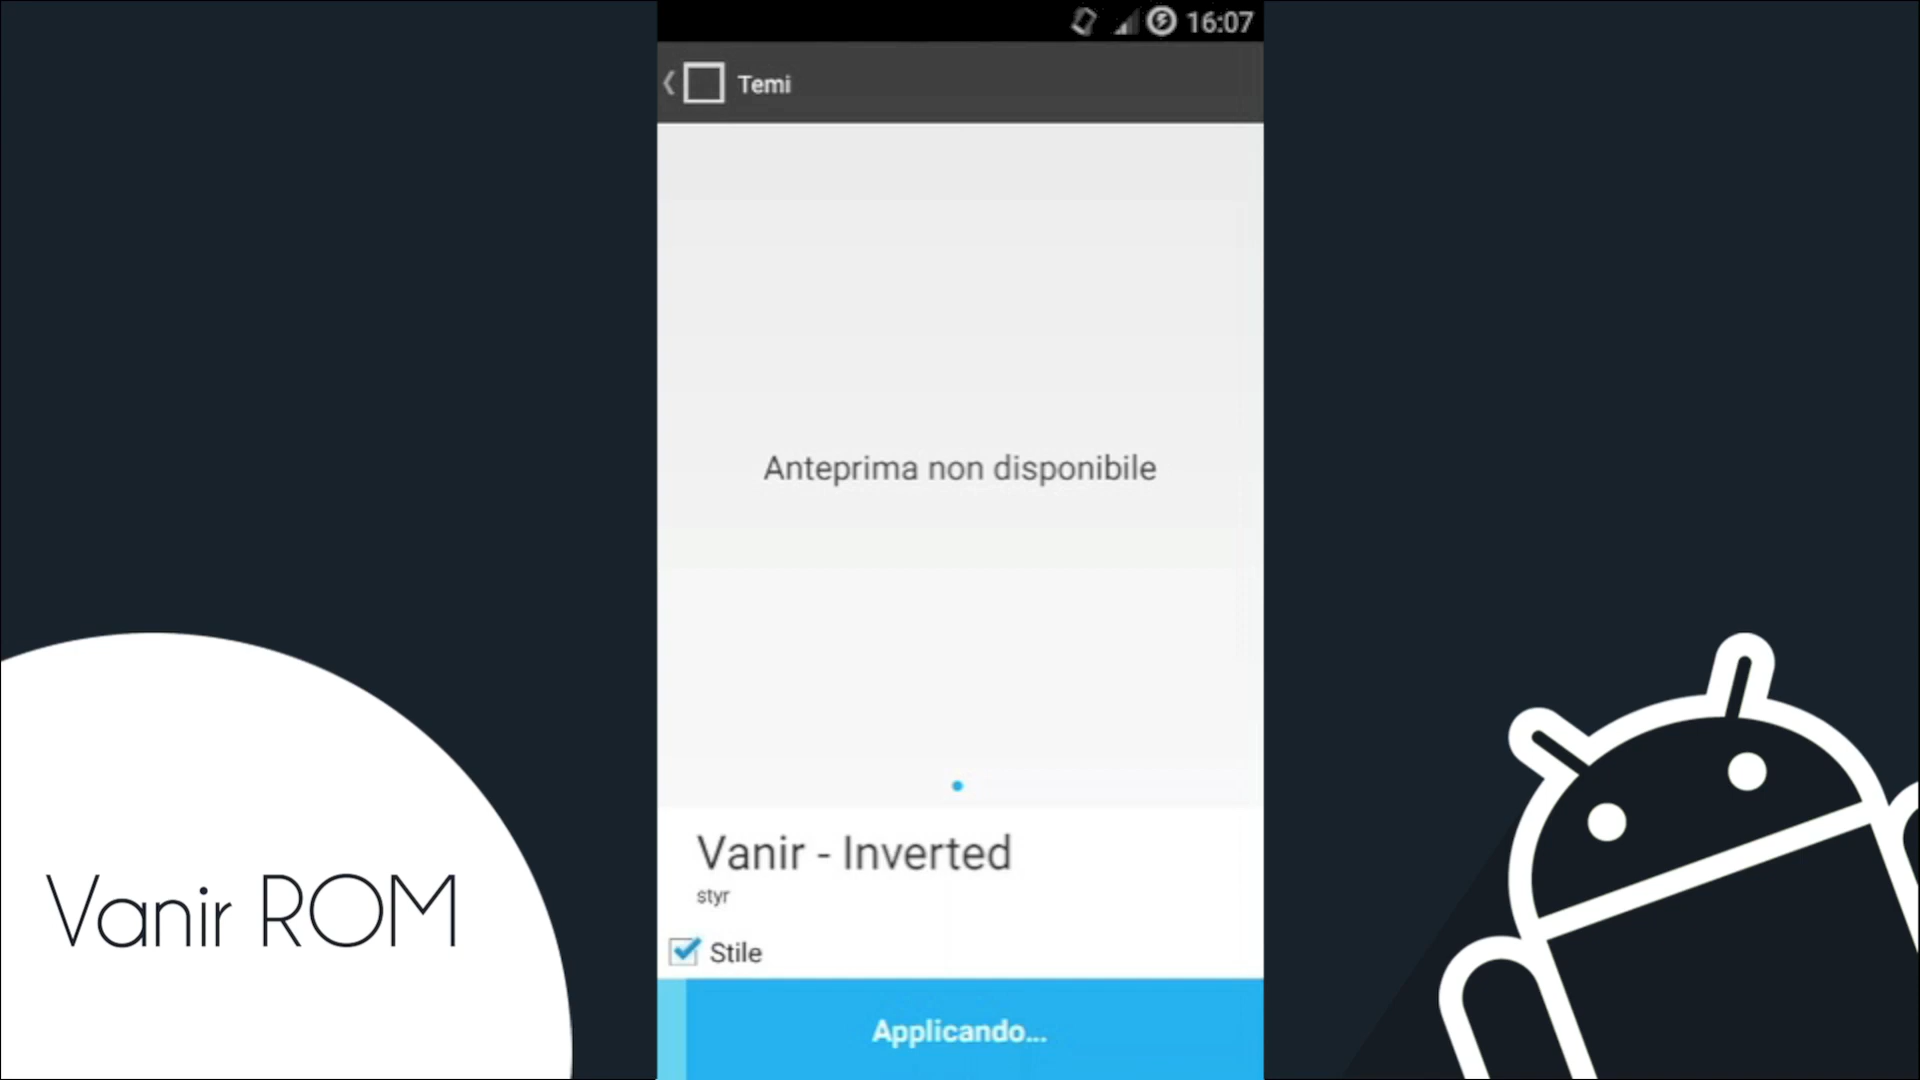 16:07
Temi
Anteprima non disponibile
Vanir - Inverted
styr
Stile
Applicando...
Vanir ROM